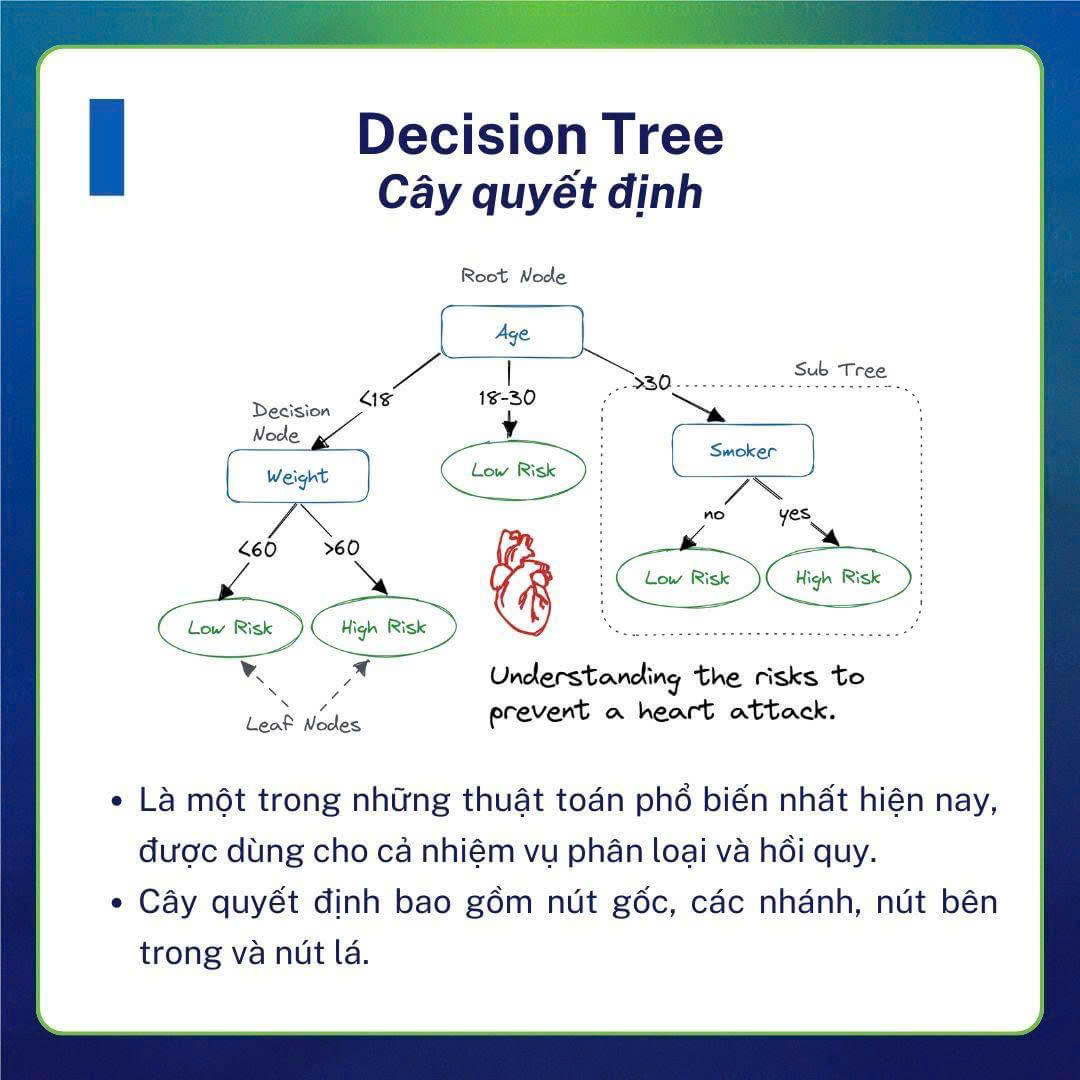 Decision Tree
Cây quyết định
Root Node
Age
<18
18-30
>30
Sub Tree
Decision
Node
Weight
Low Risk
Smoker
<60
>60
no
yes
Low Risk
High Risk
Low Risk
High Risk
Leaf Nodes
Understanding the risks to
prevent a heart attack.
• Là một trong những thuật toán phổ biến nhất hiện nay,
được dùng cho cả nhiệm vụ phân loại và hồi quy.
• Cây quyết định bao gồm nút gốc, các nhánh, nút bên
trong và nút lá.